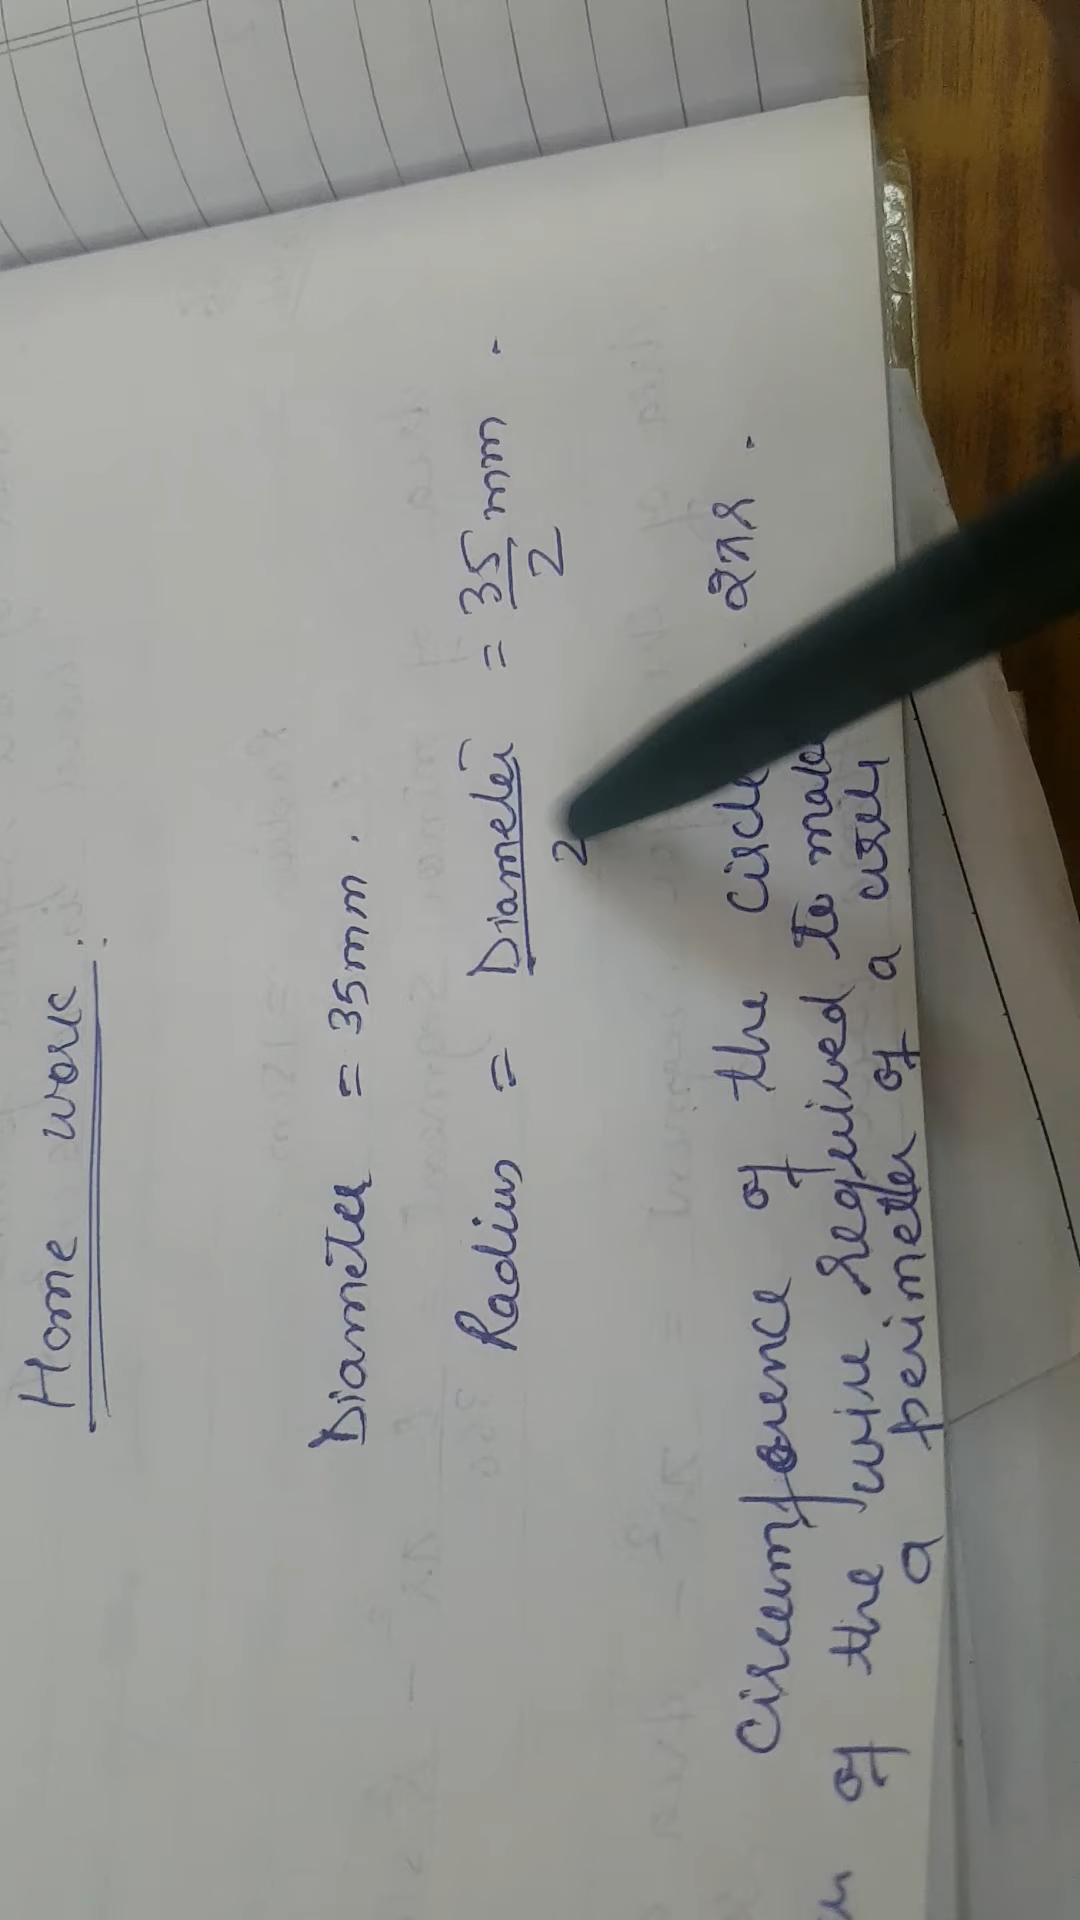 Home work:
Diameter = 35mm.
Radius = Diameter/2 = 35/2 mm.
Circumference of the circle 2πr.
of the wire required to make
a perimeter of a